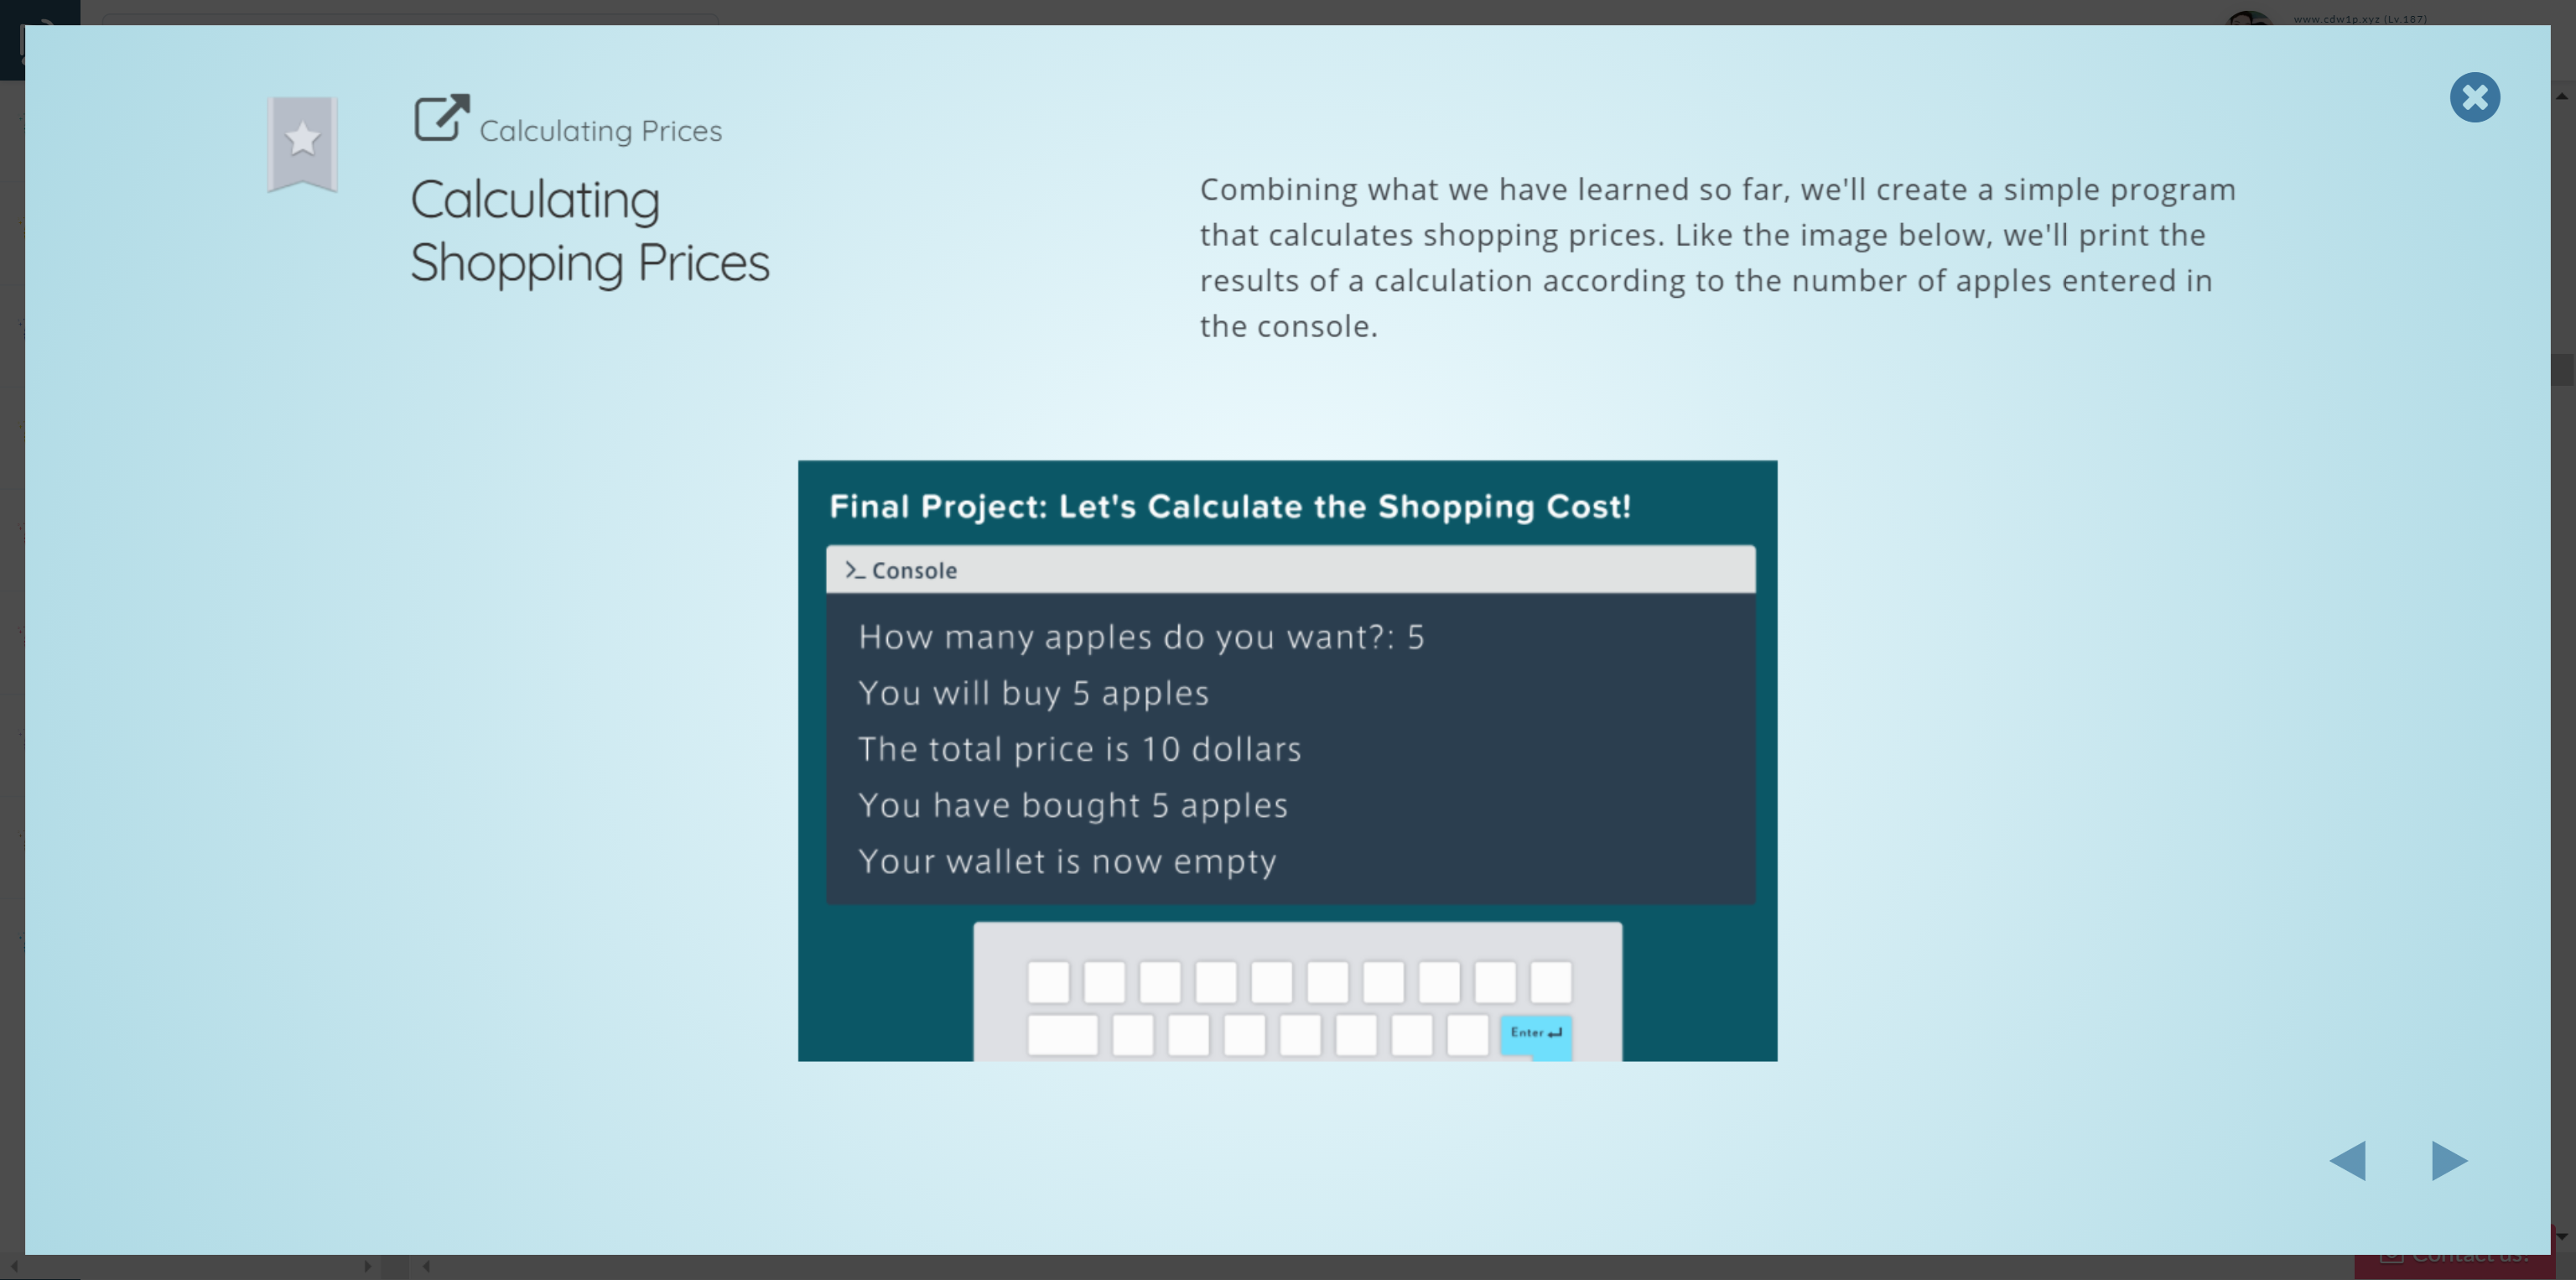 www.cdw1p.xyz (Lv.187)
Calculating Prices
Calculating
Shopping Prices
Combining what we have learned so far, we'll create a simple program
that calculates shopping prices. Like the image below, we'll print the
results of a calculation according to the number of apples entered in
the console.
Final Project: Let's Calculate the Shopping Cost!
>_ Console
How many apples do you want?: 5
You will buy 5 apples
The total price is 10 dollars
You have bought 5 apples
Your wallet is now empty
Enter
Contact us!